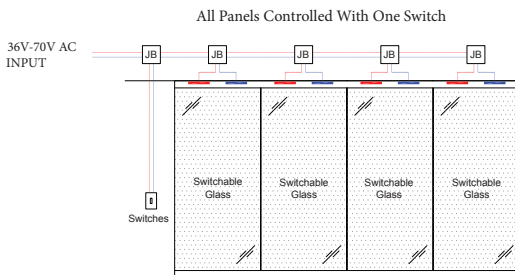 All Panels Controlled With One Switch
36V-70V AC
INPUT
JB
JB
JB
JB
JB
Switchable
Glass
Switchable
Glass
Switchable
Glass
Switchable
Glass
Switches